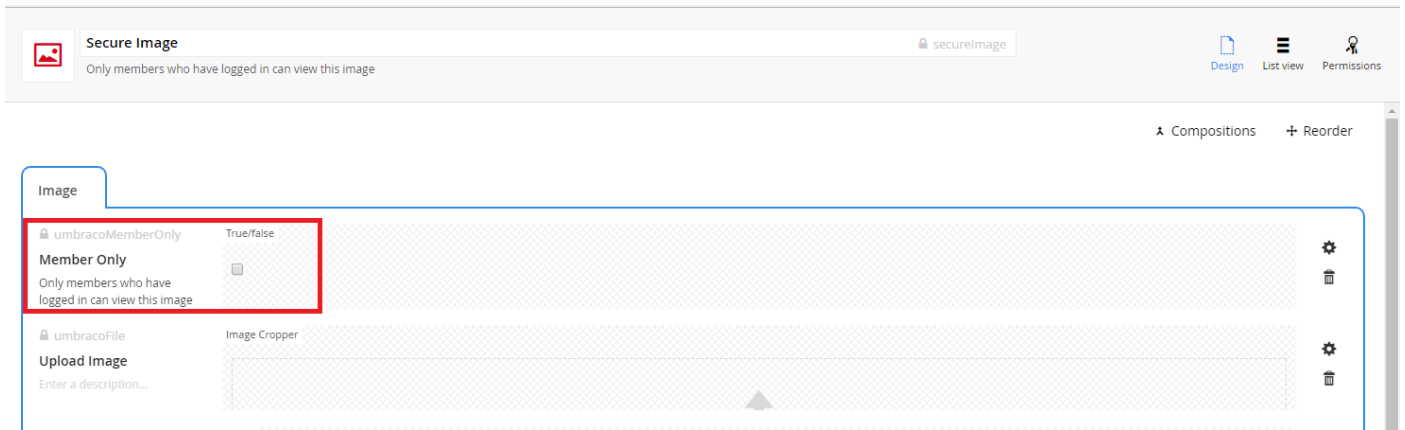 Secure Image
secureImage
Only members who have logged in can view this image
Design
List view
Permissions
Compositions
Reorder
Image
umbracoMemberOnly
True/false
Member Only
Only members who have
logged in can view this image
umbracoFile
Image Cropper
Upload Image
Enter a description...